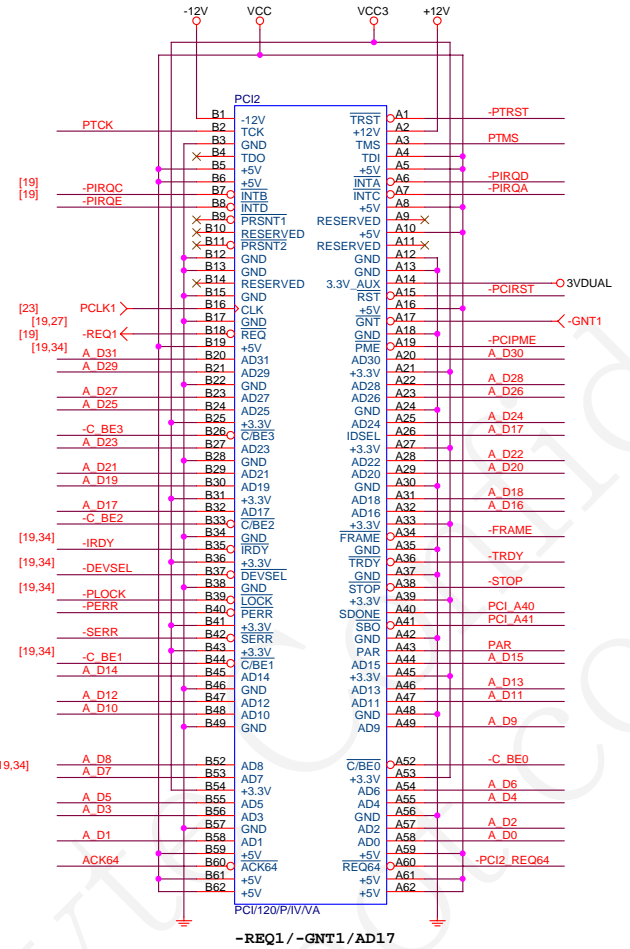 -12V VCC VCC3 +12V
PCI2
B1 -12V TRST A1 -PTRST
PTCK B2 TCK +12V A2
B3 GND TMS A3 PTMS
B4 TDO TDI A4
B5 +5V +5V A5
[19] B6 +5V INTA A6 -PIRQD
[19] -PIRQC B7 INTB INTC A7 -PIRQA
-PIRQE B8 INTD +5V A8
B9 PRSNT1 RESERVED A9
B10 RESERVED +5V A10
B11 PRSNT2 RESERVED A11
B12 GND GND A12
B13 GND GND A13
B14 RESERVED 3.3V_AUX A14 3VDUAL
B15 GND RST A15 -PCIRST
[23] PCLK1 B16 CLK +5V A16
[19,27] B17 GND GNT A17 -GNT1
[19] -REQ1 B18 REQ GND A18
[19,34] B19 +5V PME A19 -PCIPME
A_D31 B20 AD31 AD30 A20 A_D30
A_D29 B21 AD29 +3.3V A21
B22 GND AD28 A22 A_D28
A_D27 B23 AD27 AD26 A23 A_D26
A_D25 B24 AD25 GND A24
B25 +3.3V AD24 A25 A_D24
-C_BE3 B26 C/BE3 IDSEL A26 A_D17
A_D23 B27 AD23 +3.3V A27
B28 GND AD22 A28 A_D22
A_D21 B29 AD21 AD20 A29 A_D20
A_D19 B30 AD19 GND A30
B31 +3.3V AD18 A31 A_D18
A_D17 B32 AD17 AD16 A32 A_D16
-C_BE2 B33 C/BE2 +3.3V A33
[19,34] B34 GND FRAME A34 -FRAME
-IRDY B35 IRDY GND A35
[19,34] B36 +3.3V TRDY A36 -TRDY
-DEVSEL B37 DEVSEL GND A37
[19,34] B38 GND STOP A38 -STOP
-PLOCK B39 LOCK +3.3V A39
-PERR B40 PERR SDONE A40 PCI_A40
B41 +3.3V SBO A41 PCI_A41
-SERR B42 SERR GND A42
[19,34] B43 +3.3V PAR A43 PAR
-C_BE1 B44 C/BE1 AD15 A44 A_D15
A_D14 B45 AD14 +3.3V A45
B46 GND AD13 A46 A_D13
A_D12 B47 AD12 AD11 A47 A_D11
A_D10 B48 AD10 GND A48
B49 GND AD9 A49 A_D9
19,34] A_D8 B52 AD8 C/BE0 A52 -C_BE0
A_D7 B53 AD7 +3.3V A53
B54 +3.3V AD6 A54 A_D6
A_D5 B55 AD5 AD4 A55 A_D4
A_D3 B56 AD3 GND A56
B57 GND AD2 A57 A_D2
A_D1 B58 AD1 AD0 A58 A_D0
B59 +5V +5V A59
ACK64 B60 ACK64 REQ64 A60 -PCI2_REQ64
B61 +5V +5V A61
B62 +5V +5V A62
PCI/120/P/IV/VA
-REQ1/-GNT1/AD17